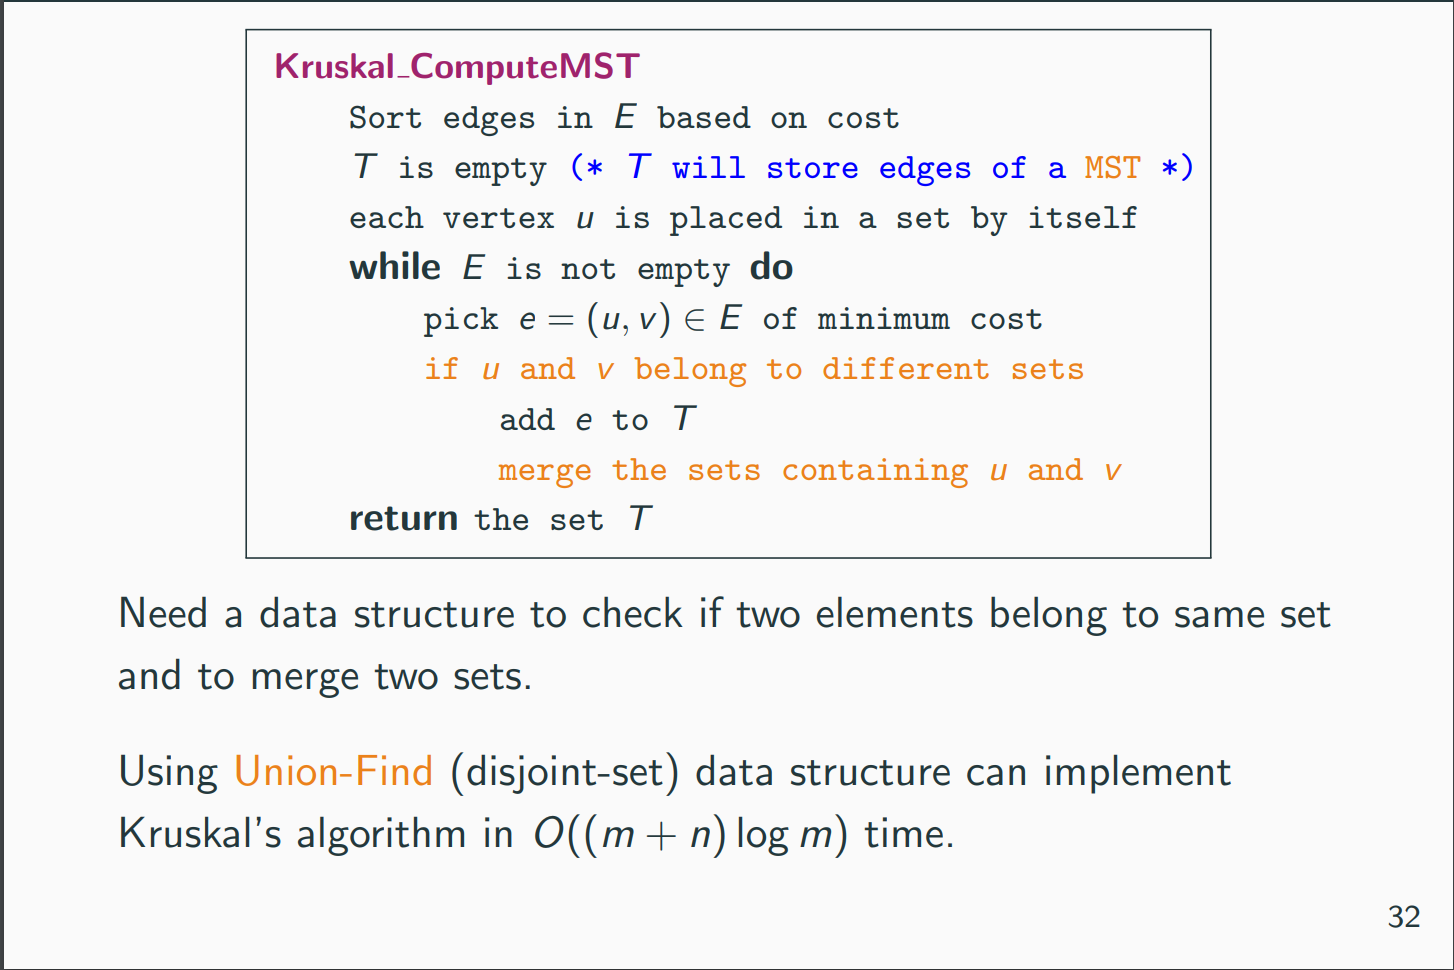 Kruskal_ComputeMST
Sort edges in E based on cost
T is empty (* T will store edges of a MST *)
each vertex u is placed in a set by itself
while E is not empty do
pick e = (u, v) ∈ E of minimum cost
if u and v belong to different sets
add e to T
merge the sets containing u and v
return the set T
Need a data structure to check if two elements belong to same set
and to merge two sets.
Using Union-Find (disjoint-set) data structure can implement
Kruskal's algorithm in O((m + n) log m) time.
32